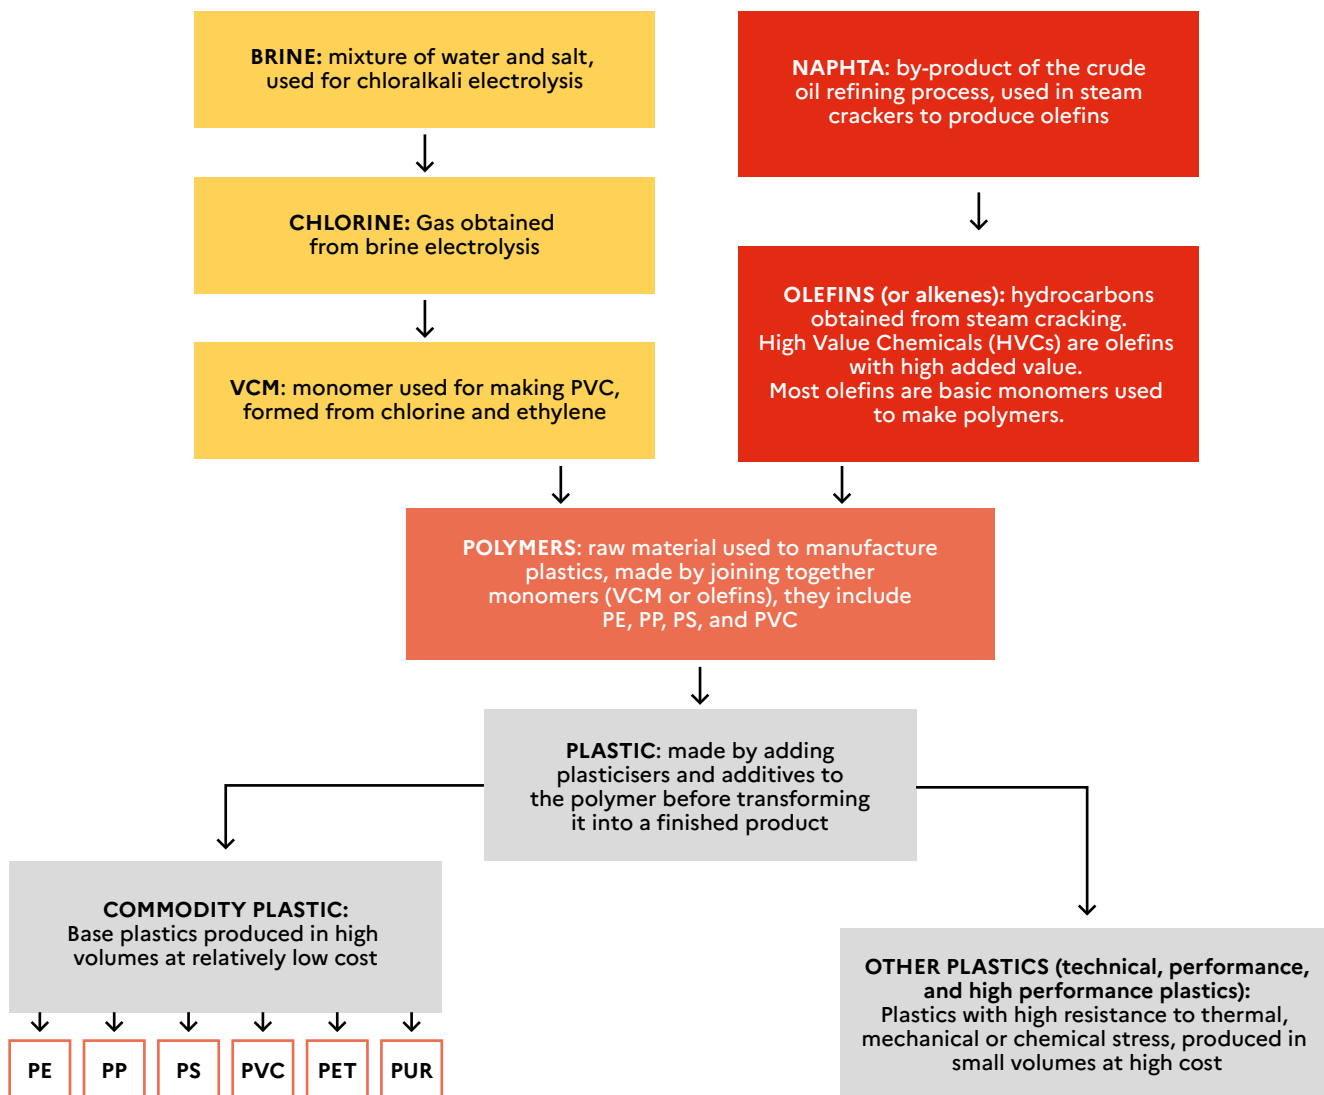 BRINE: mixture of water and salt,
used for chloralkali electrolysis
NAPHTA: by-product of the crude
oil refining process, used in steam
crackers to produce olefins
CHLORINE: Gas obtained
from brine electrolysis
OLEFINS (or alkenes): hydrocarbons
obtained from steam cracking.
High Value Chemicals (HVCs) are olefins
with high added value.
Most olefins are basic monomers used
to make polymers.
VCM: monomer used for making PVC,
formed from chlorine and ethylene
POLYMERS: raw material used to manufacture
plastics, made by joining together
monomers (VCM or olefins), they include
PE, PP, PS, and PVC
PLASTIC: made by adding
plasticisers and additives to
the polymer before transforming
it into a finished product
COMMODITY PLASTIC:
Base plastics produced in high
volumes at relatively low cost
OTHER PLASTICS (technical, performance,
and high performance plastics):
Plastics with high resistance to thermal,
mechanical or chemical stress, produced in
small volumes at high cost
PE
PP
PS
PVC
PET
PUR